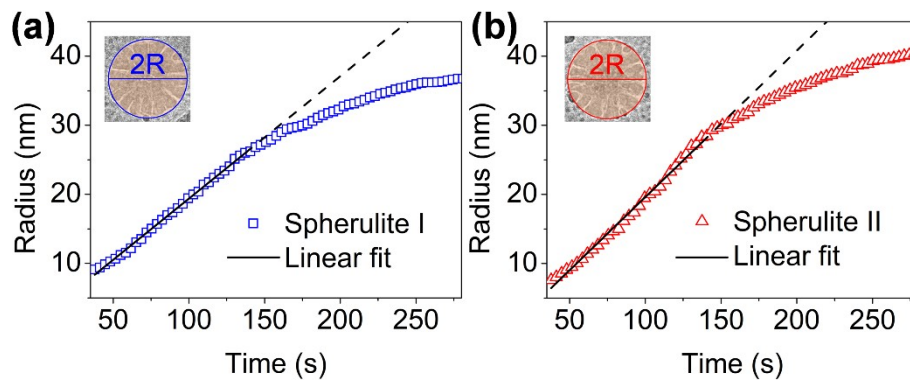 (a)
2R
Spherulite I
Linear fit
Radius (nm)
40
30
20
10
50
100
150
200
250
Time (s)
(b)
2R
Spherulite II
Linear fit
Radius (nm)
40
30
20
10
50
100
150
200
250
Time (s)